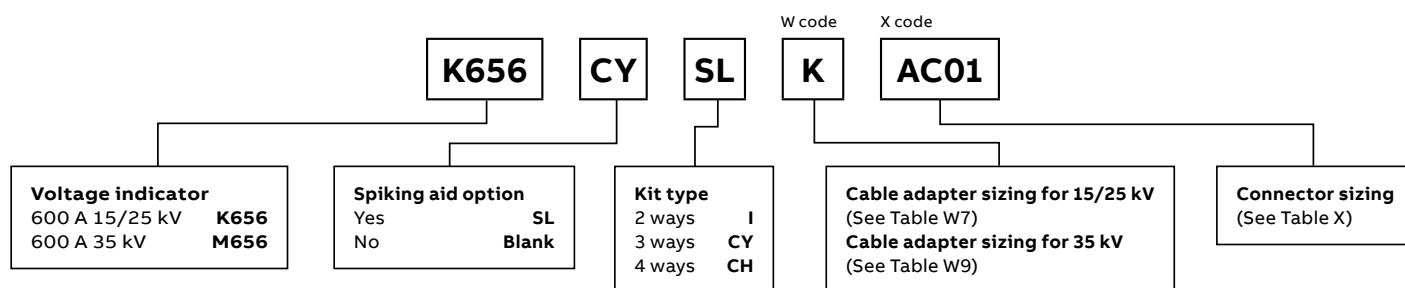 W code X code
K656 CY SL K AC01
Voltage indicator
600 A 15/25 kV K656
600 A 35 kV M656
Spiking aid option
Yes SL
No Blank
Kit type
2 ways I
3 ways CY
4 ways CH
Cable adapter sizing for 15/25 kV
(See Table W7)
Cable adapter sizing for 35 kV
(See Table W9)
Connector sizing
(See Table X)